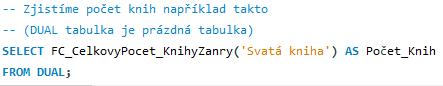 -- Zjistíme počet knih například takto
-- (DUAL tabulka je prázdná tabulka)
SELECT FC_CelkovyPocet_KnihyZanry('Svatá kniha') AS Počet_Knih
FROM DUAL;